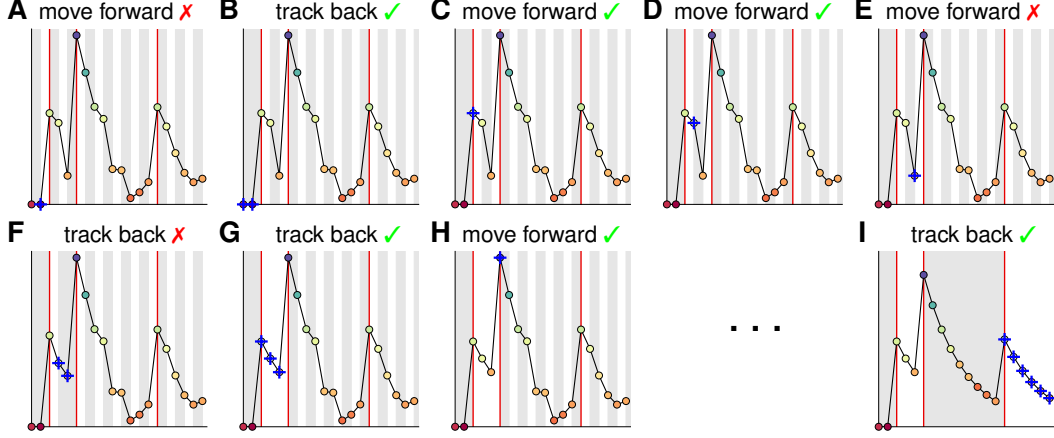 A move forward ✗
B track back ✓
C move forward ✓
D move forward ✓
E move forward ✗
F track back ✗
G track back ✓
H move forward ✓
. . .
I track back ✓